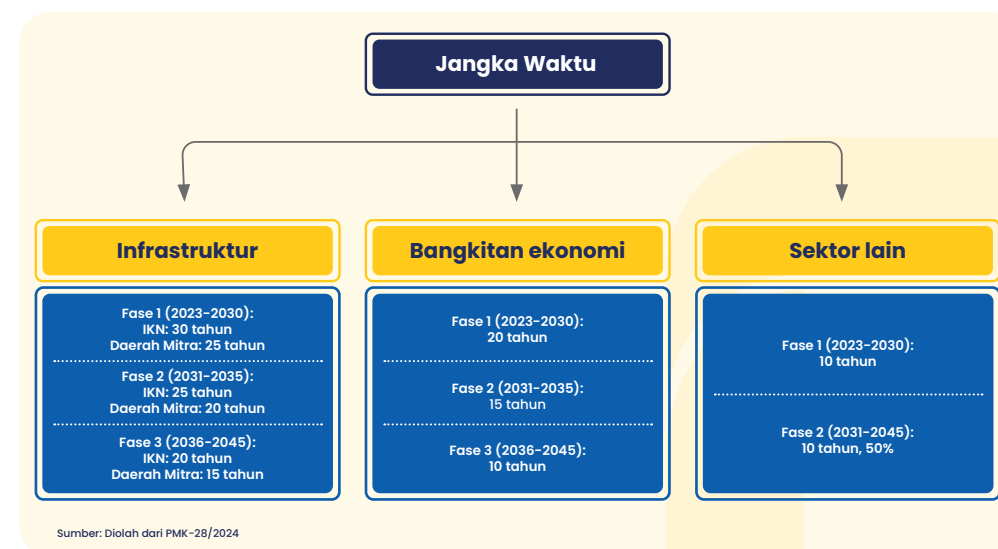 Jangka Waktu
Infrastruktur
Fase 1 (2023-2030):
IKN: 30 tahun
Daerah Mitra: 25 tahun
Fase 2 (2031-2035):
IKN: 25 tahun
Daerah Mitra: 20 tahun
Fase 3 (2036-2045):
IKN: 20 tahun
Daerah Mitra: 15 tahun
Bangkitan ekonomi
Fase 1 (2023-2030):
20 tahun
Fase 2 (2031-2035):
15 tahun
Fase 3 (2036-2045):
10 tahun
Sektor lain
Fase 1 (2023-2030):
10 tahun
Fase 2 (2031-2045):
10 tahun, 50%
Sumber: Diolah dari PMK-28/2024